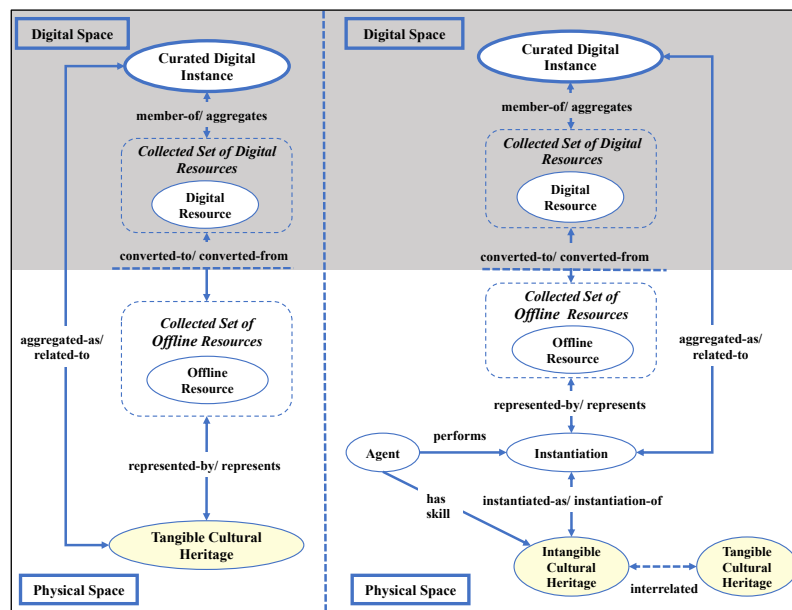 Digital Space
Curated Digital
Instance
member-of/ aggregates
Collected Set of Digital
Resources
Digital
Resource
converted-to/ converted-from
Collected Set of
Offline Resources
Offline
Resource
aggregated-as/
related-to
represented-by/ represents
Tangible Cultural
Heritage
Physical Space
Digital Space
Curated Digital
Instance
member-of/ aggregates
Collected Set of Digital
Resources
Digital
Resource
converted-to/ converted-from
Collected Set of
Offline Resources
Offline
Resource
aggregated-as/
related-to
represented-by/ represents
performs
Agent
Instantiation
has
skill
instantiated-as/ instantiation-of
Intangible
Cultural
Heritage
interrelated
Tangible
Cultural
Heritage
Physical Space